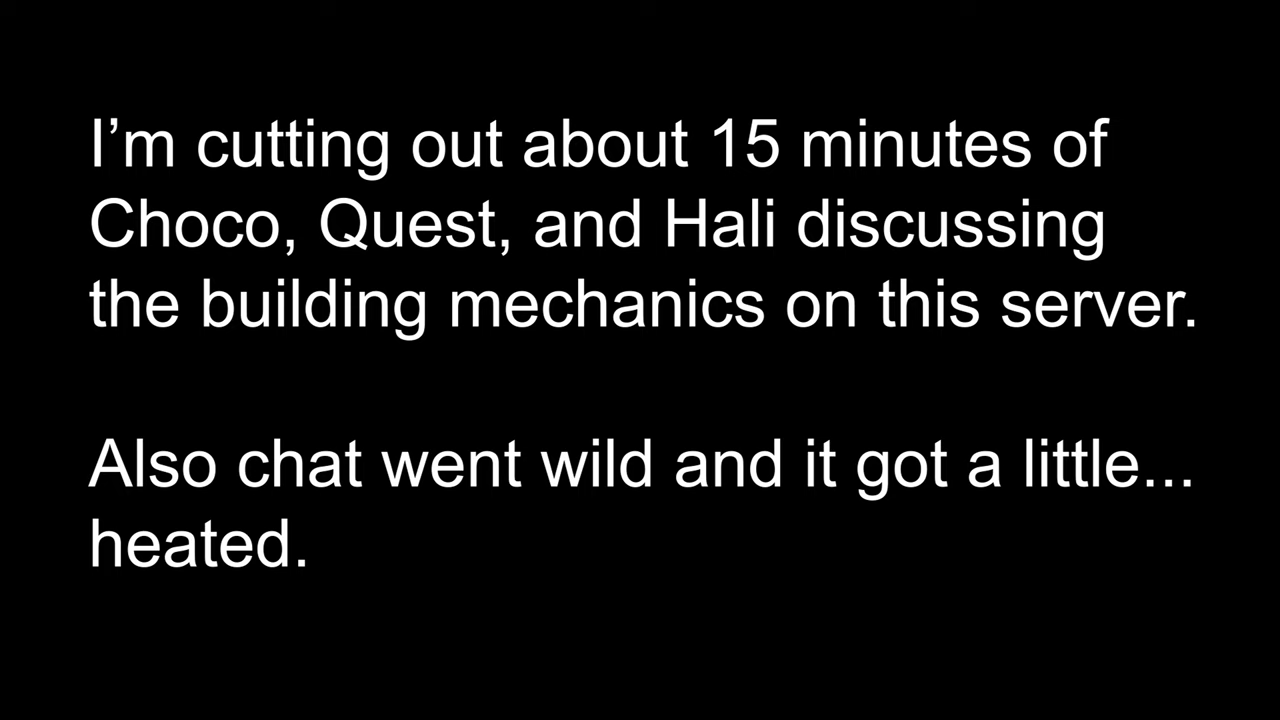 I’m cutting out about 15 minutes of
Choco, Quest, and Hali discussing
the building mechanics on this server.
Also chat went wild and it got a little...
heated.